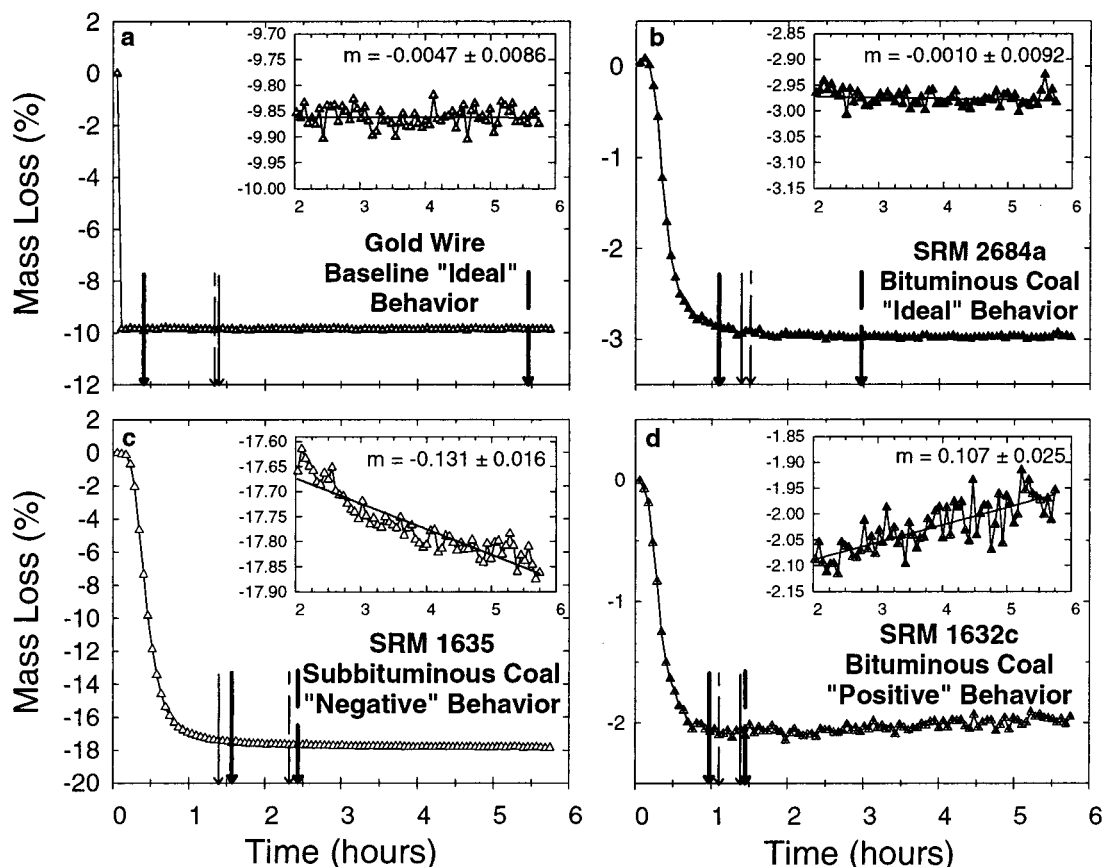 a
m = -0.0047 ± 0.0086
-9.70
-9.75
-9.80
-9.85
-9.90
-9.95
-10.00
2 3 4 5 6
Gold Wire
Baseline "Ideal"
Behavior
2
0
-2
-4
-6
-8
-10
-12
Mass Loss (%)
b
m = -0.0010 ± 0.0092
-2.85
-2.90
-2.95
-3.00
-3.05
-3.10
-3.15
2 3 4 5 6
SRM 2684a
Bituminous Coal
"Ideal" Behavior
0
-1
-2
-3
c
m = -0.131 ± 0.016
-17.60
-17.65
-17.70
-17.75
-17.80
-17.85
-17.90
2 3 4 5 6
SRM 1635
Subbituminous Coal
"Negative" Behavior
2
0
-2
-4
-6
-8
-10
-12
-14
-16
-18
-20
Mass Loss (%)
0 1 2 3 4 5 6
Time (hours)
d
m = 0.107 ± 0.025
-1.85
-1.90
-1.95
-2.00
-2.05
-2.10
-2.15
2 3 4 5 6
SRM 1632c
Bituminous Coal
"Positive" Behavior
0
-1
-2
0 1 2 3 4 5 6
Time (hours)